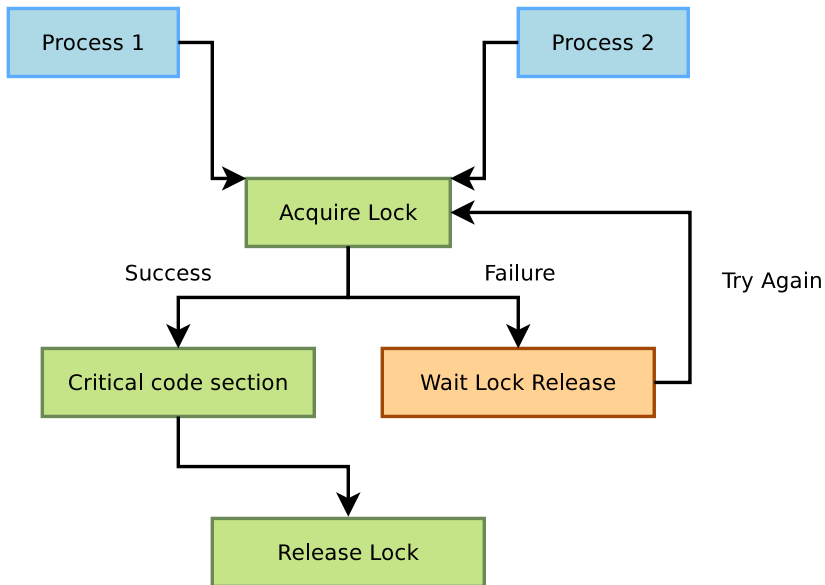 Process 1
Process 2
Acquire Lock
Success
Failure
Try Again
Critical code section
Wait Lock Release
Release Lock